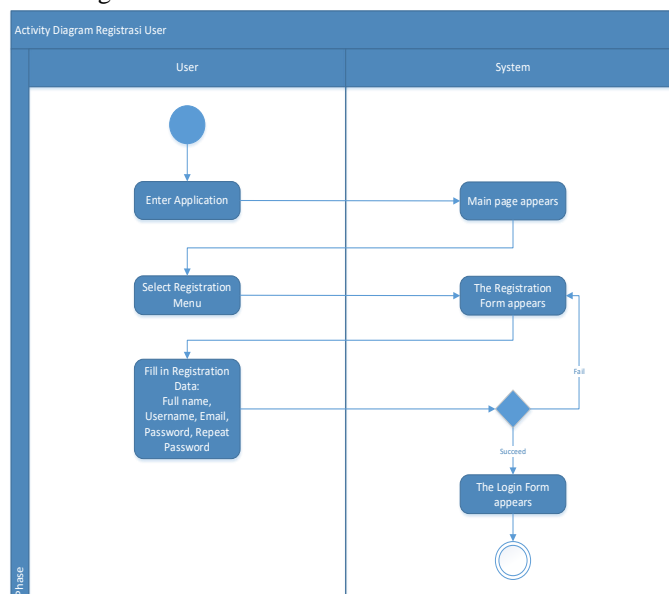 Activity Diagram Registrasi User
User
System
Enter Application
Main page appears
Select Registration
Menu
The Registration
Form appears
Fill in Registration
Data:
Full name,
Username, Email,
Password, Repeat
Password
Fail
Succeed
The Login Form
appears
Phase